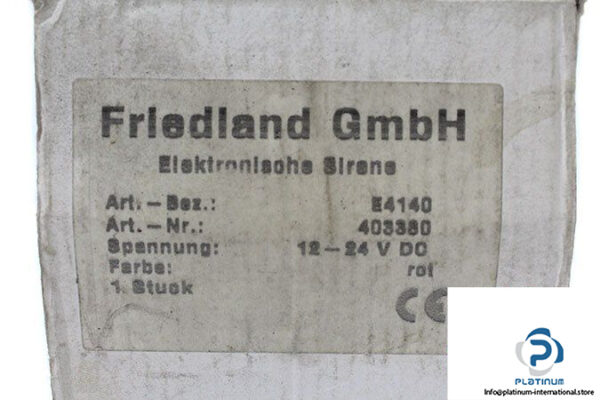 Friedland GmbH
Elektronische Sirene
Art.-Bez.: E4140
Art.-Nr.: 403380
Spannung: 12-24 V DC
Farbe: rot
1. Stuck
CE
PLATINUM
Info@platinum-international.store